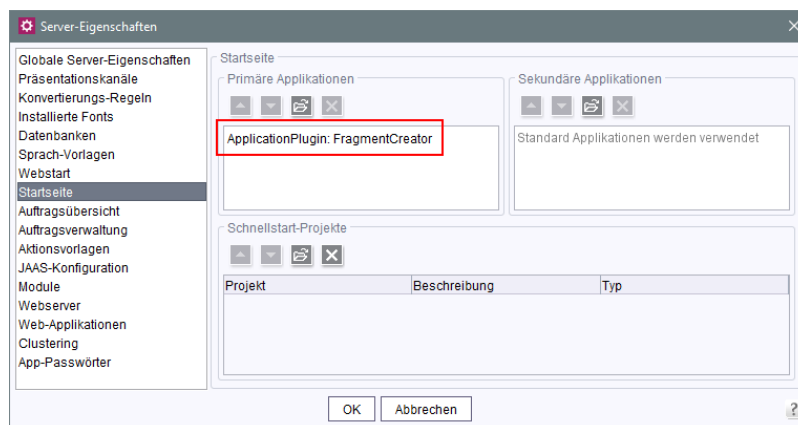 Server-Eigenschaften
Globale Server-Eigenschaften
Präsentationskanäle
Konvertierungs-Regeln
Installierte Fonts
Datenbanken
Sprach-Vorlagen
Webstart
Startseite
Auftragsübersicht
Auftragsverwaltung
Aktionsvorlagen
JAAS-Konfiguration
Module
Webserver
Web-Applikationen
Clustering
App-Passwörter
Startseite
Primäre Applikationen
ApplicationPlugin: FragmentCreator
Sekundäre Applikationen
Standard Applikationen werden verwendet
Schnellstart-Projekte
Projekt Beschreibung Typ
OK Abbrechen ?